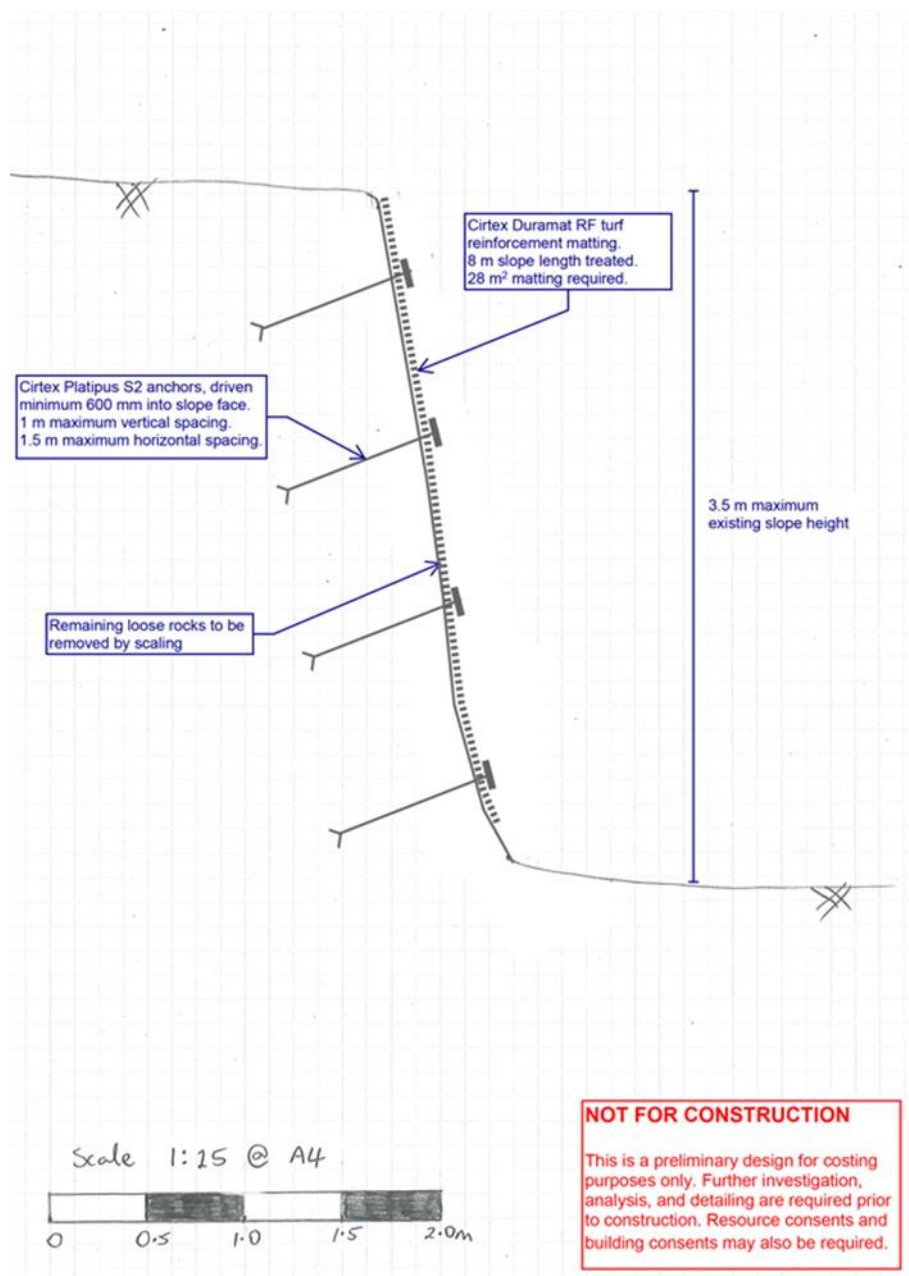 Cirtex Duramat RF turf
reinforcement matting.
8 m slope length treated.
28 m² matting required.
Cirtex Platipus S2 anchors, driven
minimum 600 mm into slope face.
1 m maximum vertical spacing.
1.5 m maximum horizontal spacing.
3.5 m maximum
existing slope height
Remaining loose rocks to be
removed by scaling
Scale 1:25 @ A4
0 0.5 1.0 1.5 2.0m
NOT FOR CONSTRUCTION
This is a preliminary design for costing
purposes only. Further investigation,
analysis, and detailing are required prior
to construction. Resource consents and
building consents may also be required.